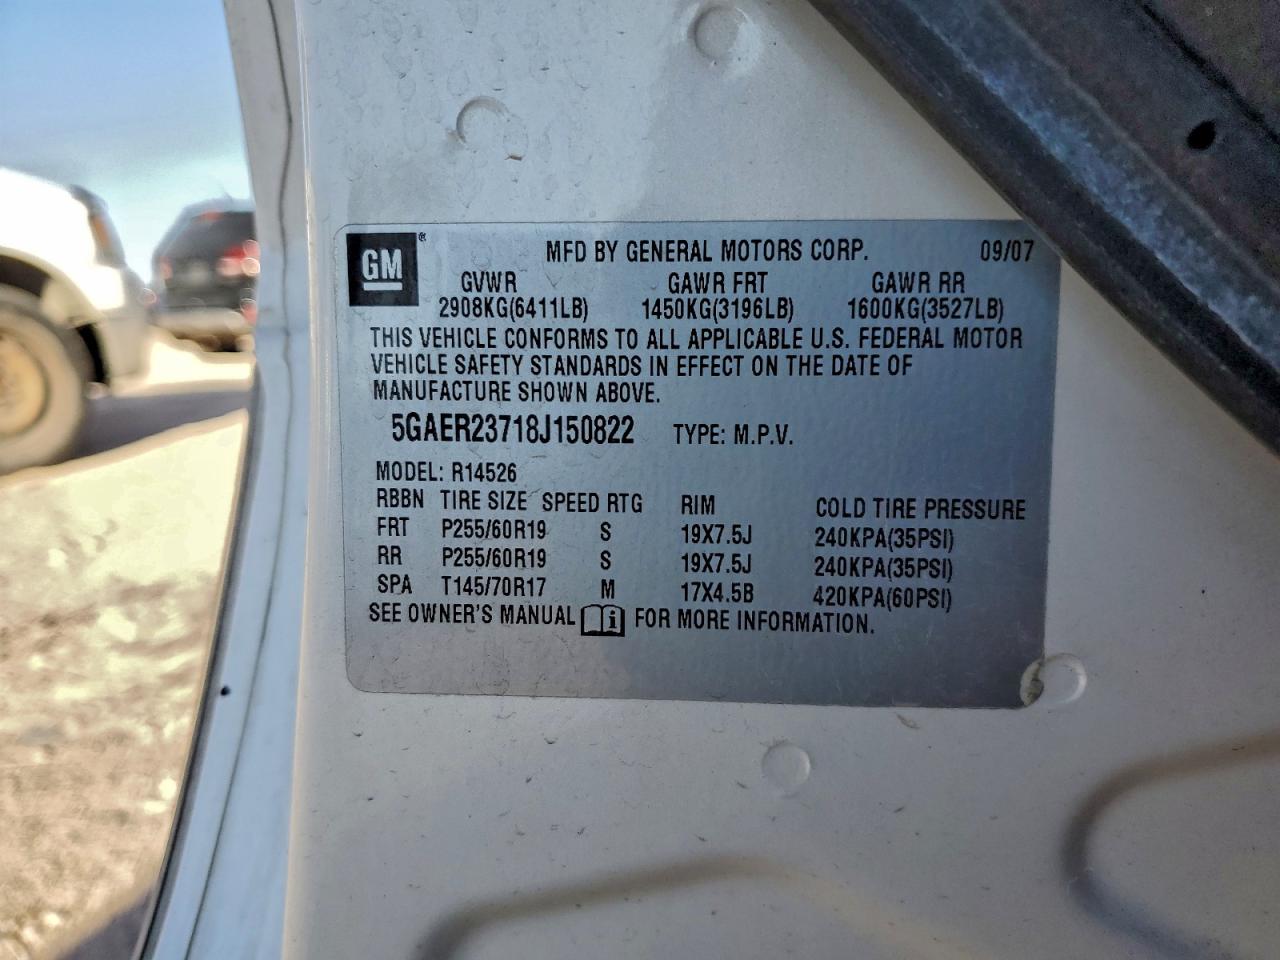 GM® MFD BY GENERAL MOTORS CORP. 09/07
GVWR GAWR FRT GAWR RR
2908KG(6411LB) 1450KG(3196LB) 1600KG(3527LB)
THIS VEHICLE CONFORMS TO ALL APPLICABLE U.S. FEDERAL MOTOR
VEHICLE SAFETY STANDARDS IN EFFECT ON THE DATE OF
MANUFACTURE SHOWN ABOVE.
5GAER23718J150822 TYPE: M.P.V.
MODEL: R14526
RBBN TIRE SIZE SPEED RTG RIM COLD TIRE PRESSURE
FRT P255/60R19 S 19X7.5J 240KPA(35PSI)
RR P255/60R19 S 19X7.5J 240KPA(35PSI)
SPA T145/70R17 M 17X4.5B 420KPA(60PSI)
SEE OWNER'S MANUAL i FOR MORE INFORMATION.